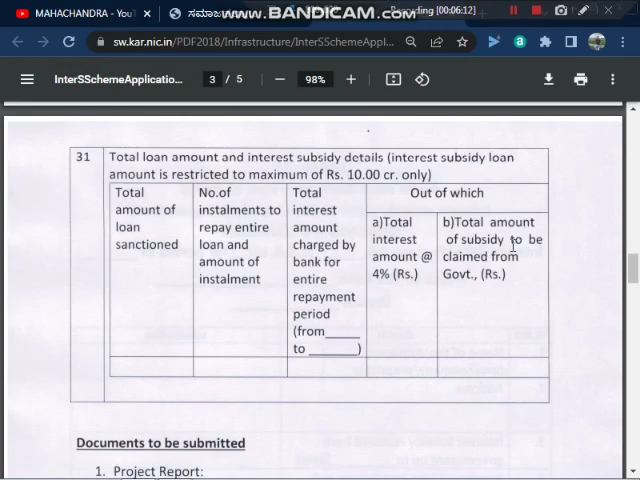 MAHACHANDRA - You
www.BANDICAM.com
Recording [00:06:12]
sw.kar.nic.in/PDF2018/Infrastructure/InterSSchemeAppl...
InterSSchemeApplicatio...
3 / 5
98%
31 Total loan amount and interest subsidy details (interest subsidy loan
amount is restricted to maximum of Rs. 10.00 cr. only)
Total
amount of
loan
sanctioned
No.of
instalments to
repay entire
loan and
amount of
instalment
Total
interest
amount
charged by
bank for
entire
repayment
period
(from_____
to _______)
Out of which
a)Total
interest
amount @
4% (Rs.)
b)Total amount
of subsidy to be
claimed from
Govt., (Rs.)
Documents to be submitted
1. Project Report: